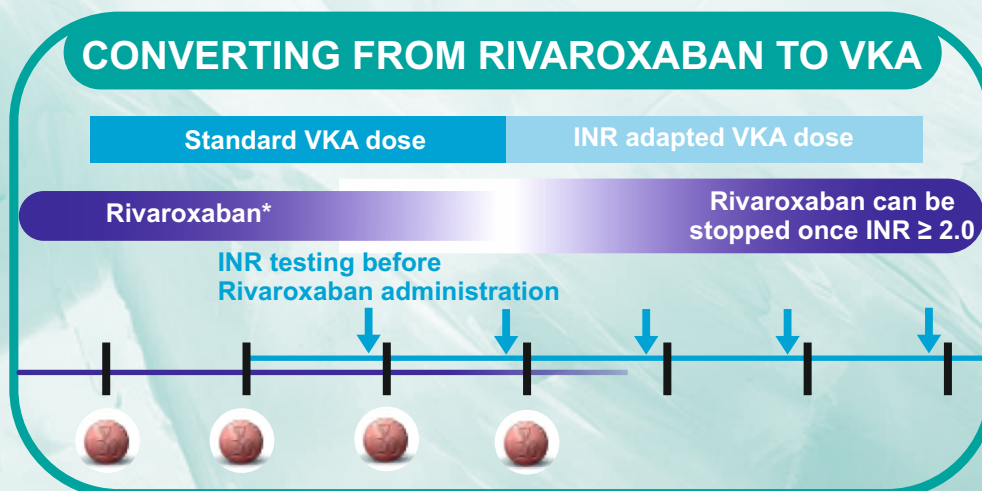 CONVERTING FROM RIVAROXABAN TO VKA
Standard VKA dose
INR adapted VKA dose
Rivaroxaban*
Rivaroxaban can be
stopped once INR ≥ 2.0
INR testing before
Rivaroxaban administration